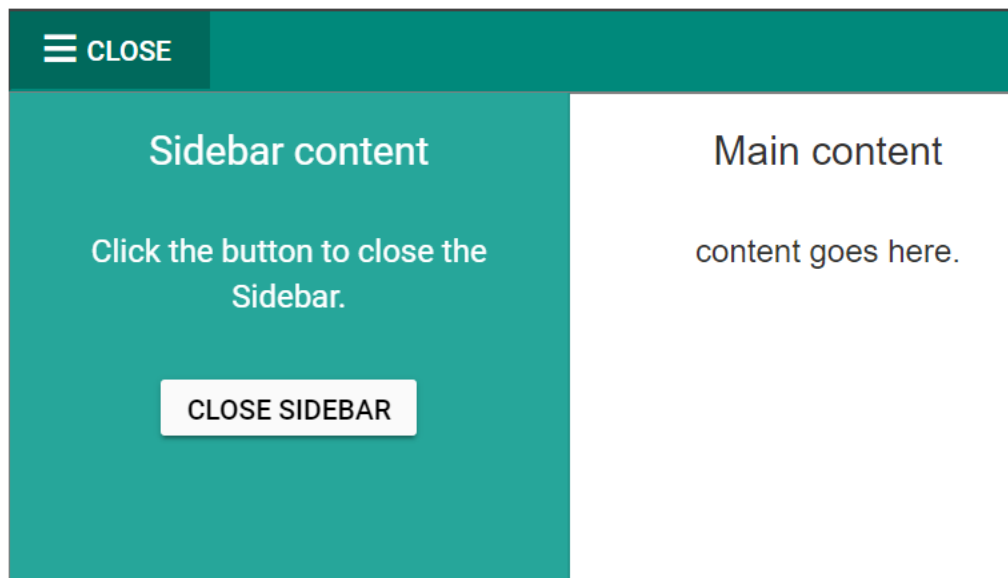 CLOSE
Sidebar content
Click the button to close the
Sidebar.
CLOSE SIDEBAR
Main content
content goes here.